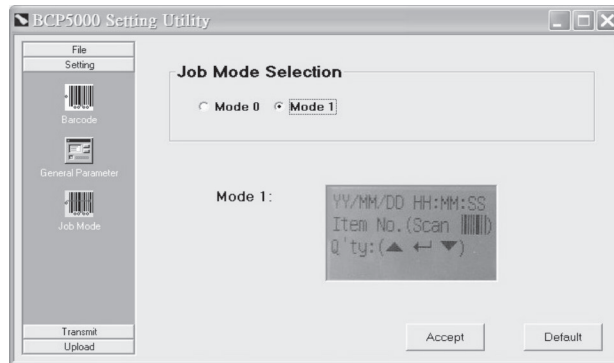 BCP5000 Setting Utility
File
Setting
Barcode
General Parameter
Job Mode
Transmit
Upload
Job Mode Selection
Mode 0 Mode 1
Mode 1:
YY/MM/DD HH:MM:SS
Item No.(Scan )
Q'ty:(▲ ↵ ▼)
Accept Default